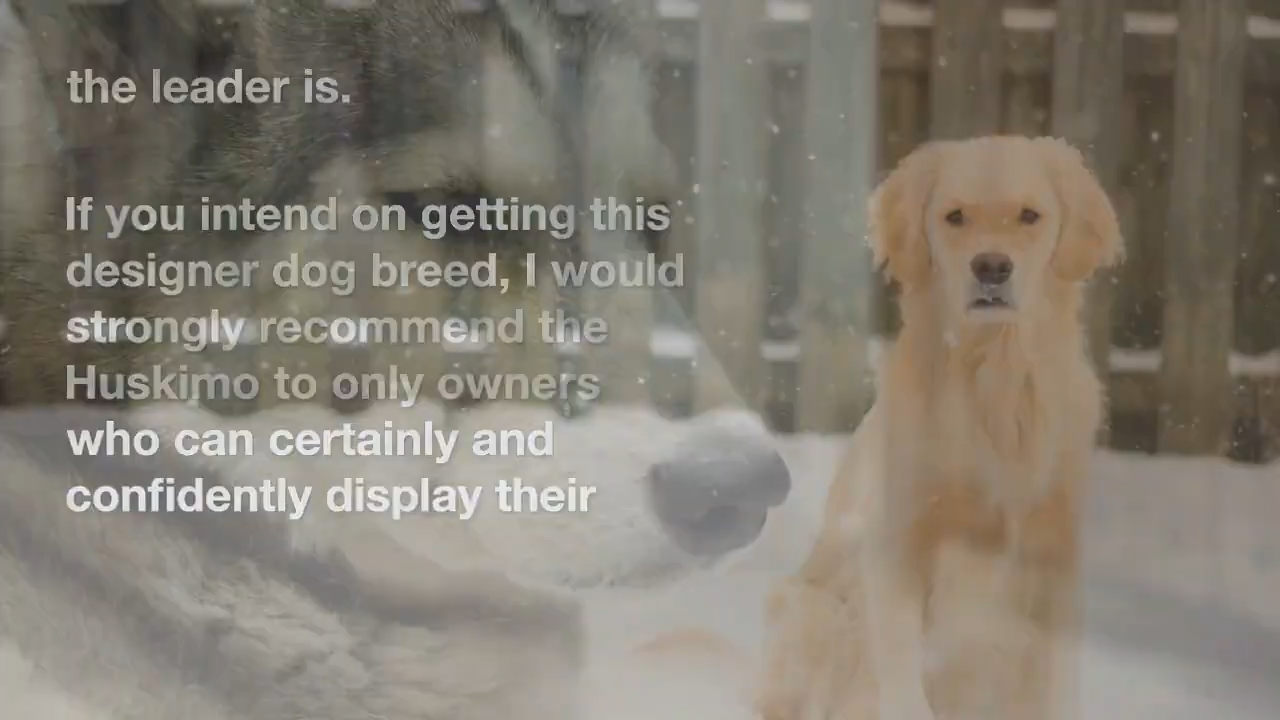 the leader is.
If you intend on getting this
designer dog breed, I would
strongly recommend the
Huskimo to only owners
who can certainly and
confidently display their